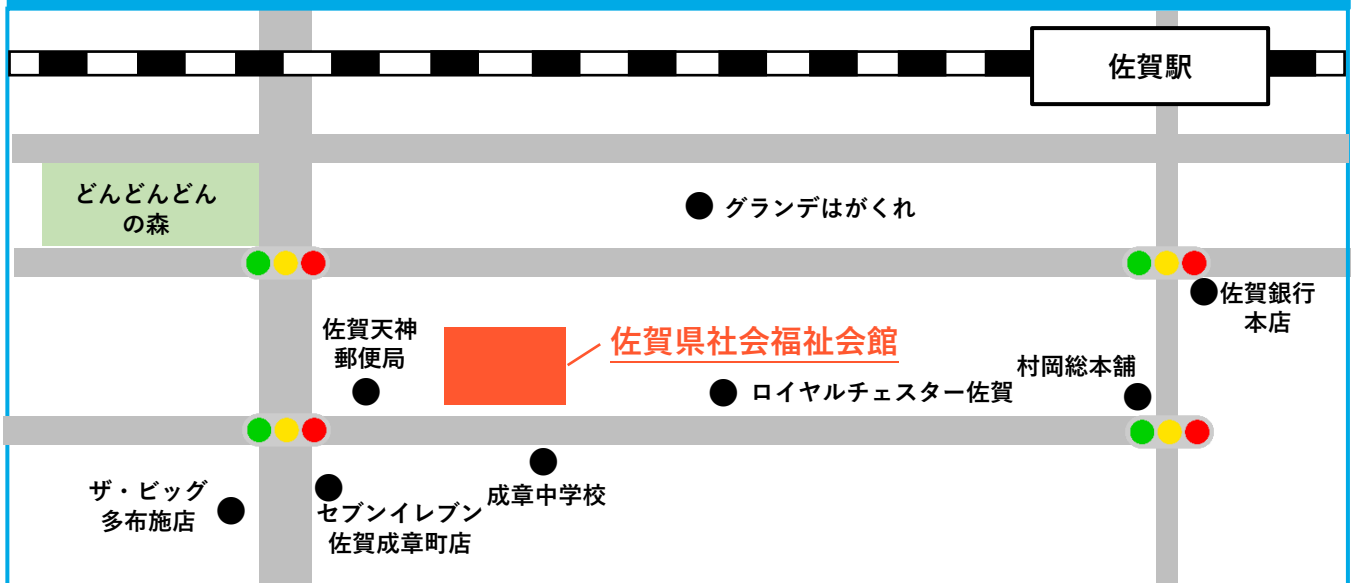 佐賀駅
どんどんどん
の森
グランデはがくれ
佐賀銀行
本店
佐賀天神
郵便局
佐賀県社会福祉会館
村岡総本舗
ロイヤルチェスター佐賀
ザ・ビッグ
多布施店
セブンイレブン
佐賀成章町店
成章中学校